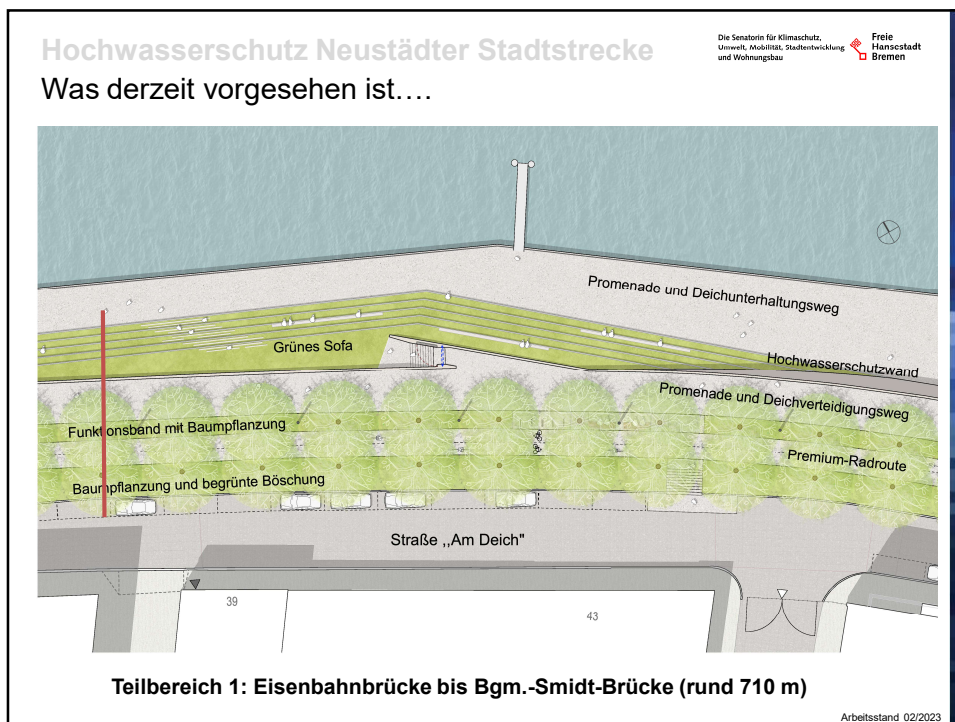 Hochwasserschutz Neustädter Stadtstrecke
Die Senatorin für Klimaschutz,
Umwelt, Mobilität, Stadtentwicklung
und Wohnungsbau
Freie
Hansestadt
Bremen
Was derzeit vorgesehen ist….
Promenade und Deichunterhaltungsweg
Grünes Sofa
Hochwasserschutzwand
Promenade und Deichverteidigungsweg
Funktionsband mit Baumpflanzung
Premium-Radroute
Baumpflanzung und begrünte Böschung
Straße ,,Am Deich"
39
43
Teilbereich 1: Eisenbahnbrücke bis Bgm.-Smidt-Brücke (rund 710 m)
Arbeitsstand 02/2023